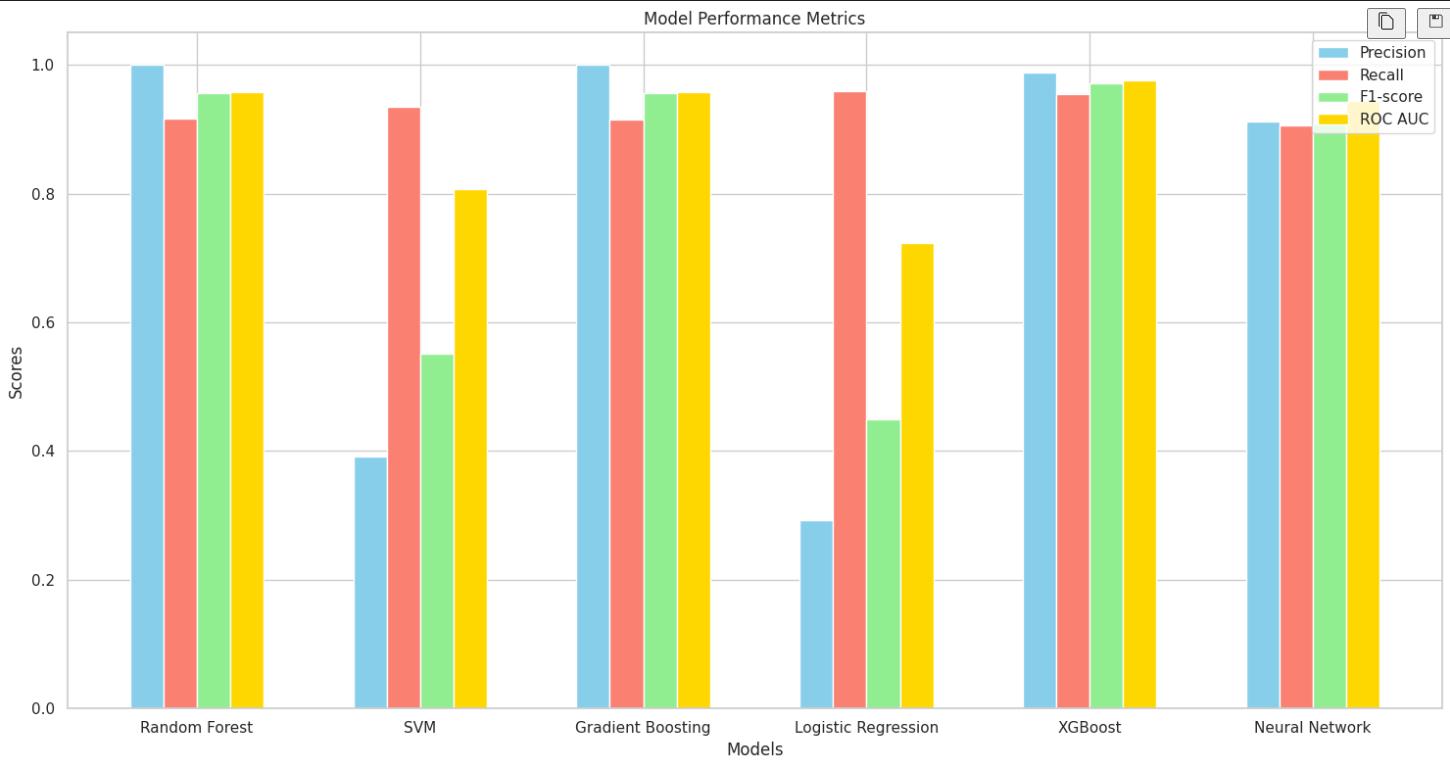 Model Performance Metrics
Precision
Recall
F1-score
ROC AUC
1.0
0.8
0.6
0.4
0.2
0.0
Scores
Random Forest
SVM
Gradient Boosting
Logistic Regression
XGBoost
Neural Network
Models